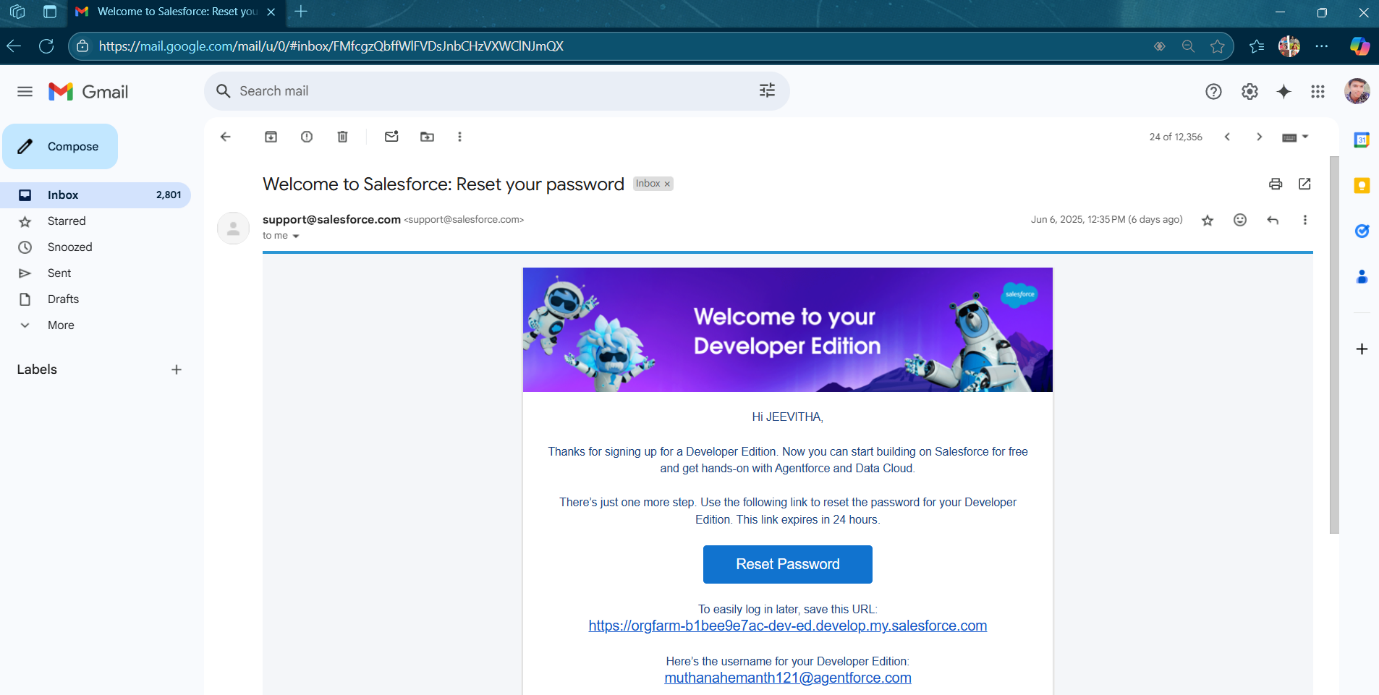 Welcome to Salesforce: Reset you
https://mail.google.com/mail/u/0/#inbox/FMfcgzQbffWlFVDsJnbCHzVXWClNJmQX
Gmail
Search mail
Compose
24 of 12,356
Inbox 2,801
Starred
Snoozed
Sent
Drafts
More
Labels
Welcome to Salesforce: Reset your password Inbox ×
support@salesforce.com <support@salesforce.com>
Jun 6, 2025, 12:35 PM (6 days ago)
to me
salesforce
Welcome to your
Developer Edition
Hi JEEVITHA,
Thanks for signing up for a Developer Edition. Now you can start building on Salesforce for free
and get hands-on with Agentforce and Data Cloud.
There's just one more step. Use the following link to reset the password for your Developer
Edition. This link expires in 24 hours.
Reset Password
To easily log in later, save this URL:
https://orgfarm-b1bee9e7ac-dev-ed.develop.my.salesforce.com
Here's the username for your Developer Edition:
muthanahemanth121@agentforce.com
31